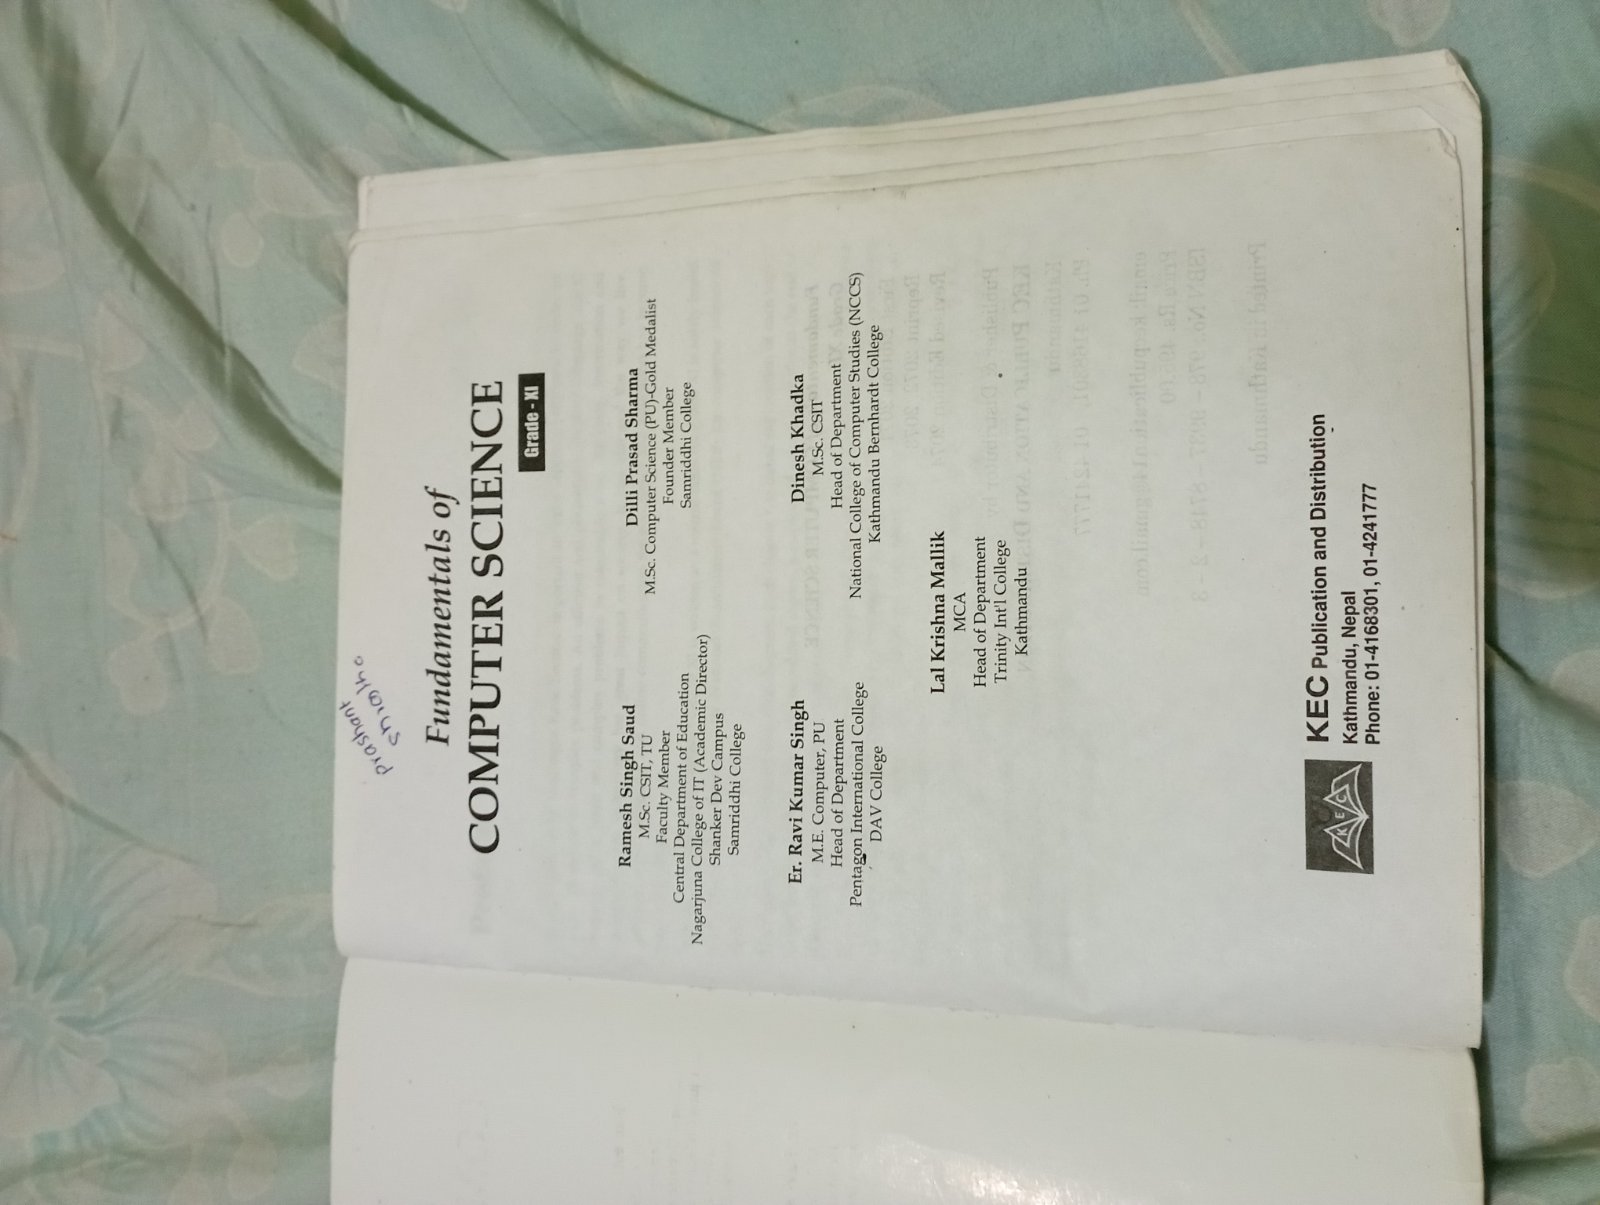 prashant
Fundamentals of
COMPUTER SCIENCE
Grade - XI
Ramesh Singh Saud
M.Sc. CSIT, TU
Faculty Member
Central Department of Education
Nagarjuna College of IT (Academic Director)
Shanker Dev Campus
Samriddhi College
Dilli Prasad Sharma
M.Sc. Computer Science (PU)-Gold Medalist
Founder Member
Samriddhi College
Er. Ravi Kumar Singh
M.E. Computer, PU
Head of Department
Pentagon International College
DAV College
Dinesh Khadka
M.Sc. CSIT
Head of Department
National College of Computer Studies (NCCS)
Kathmandu Bernhardt College
Lal Krishna Mallik
MCA
Head of Department
Trinity Int'l College
Kathmandu
KEC
KEC Publication and Distribution
Kathmandu, Nepal
Phone: 01-4168301, 01-4241777